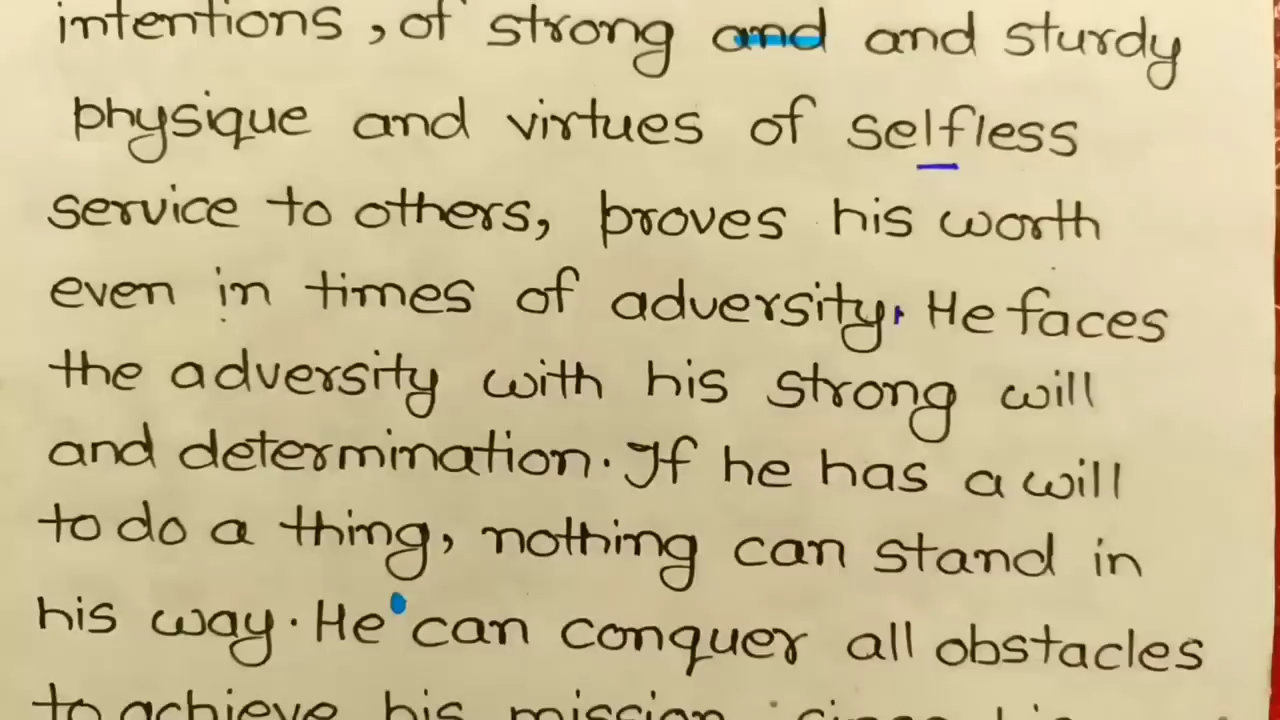 intentions, of strong and and sturdy
physique and virtues of selfless
service to others, proves his worth
even in times of adversity. He faces
the adversity with his strong will
and determination. If he has a will
to do a thing, nothing can stand in
his way. He can conquer all obstacles
to achieve his mission